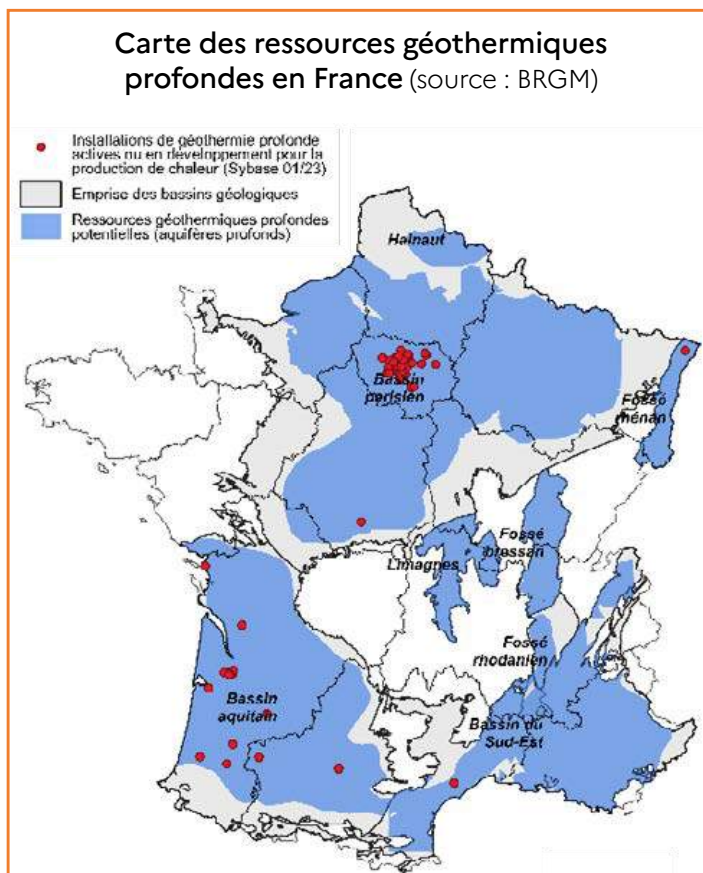 Carte des ressources géothermiques
profondes en France (source : BRGM)
Installations de géothermie profonde
actives ou en développement pour la
production de chaleur (Sybase 01/23)
Emprise des bassins géologiques
Ressources géothermiques profondes
potentielles (aquifères profonds)
Hainaut
Bassin
parisien
Fossé
rhénan
Fossé
bressan
Limagnes
Fossé
rhodanien
Bassin
aquitain
Bassin du
Sud-Est